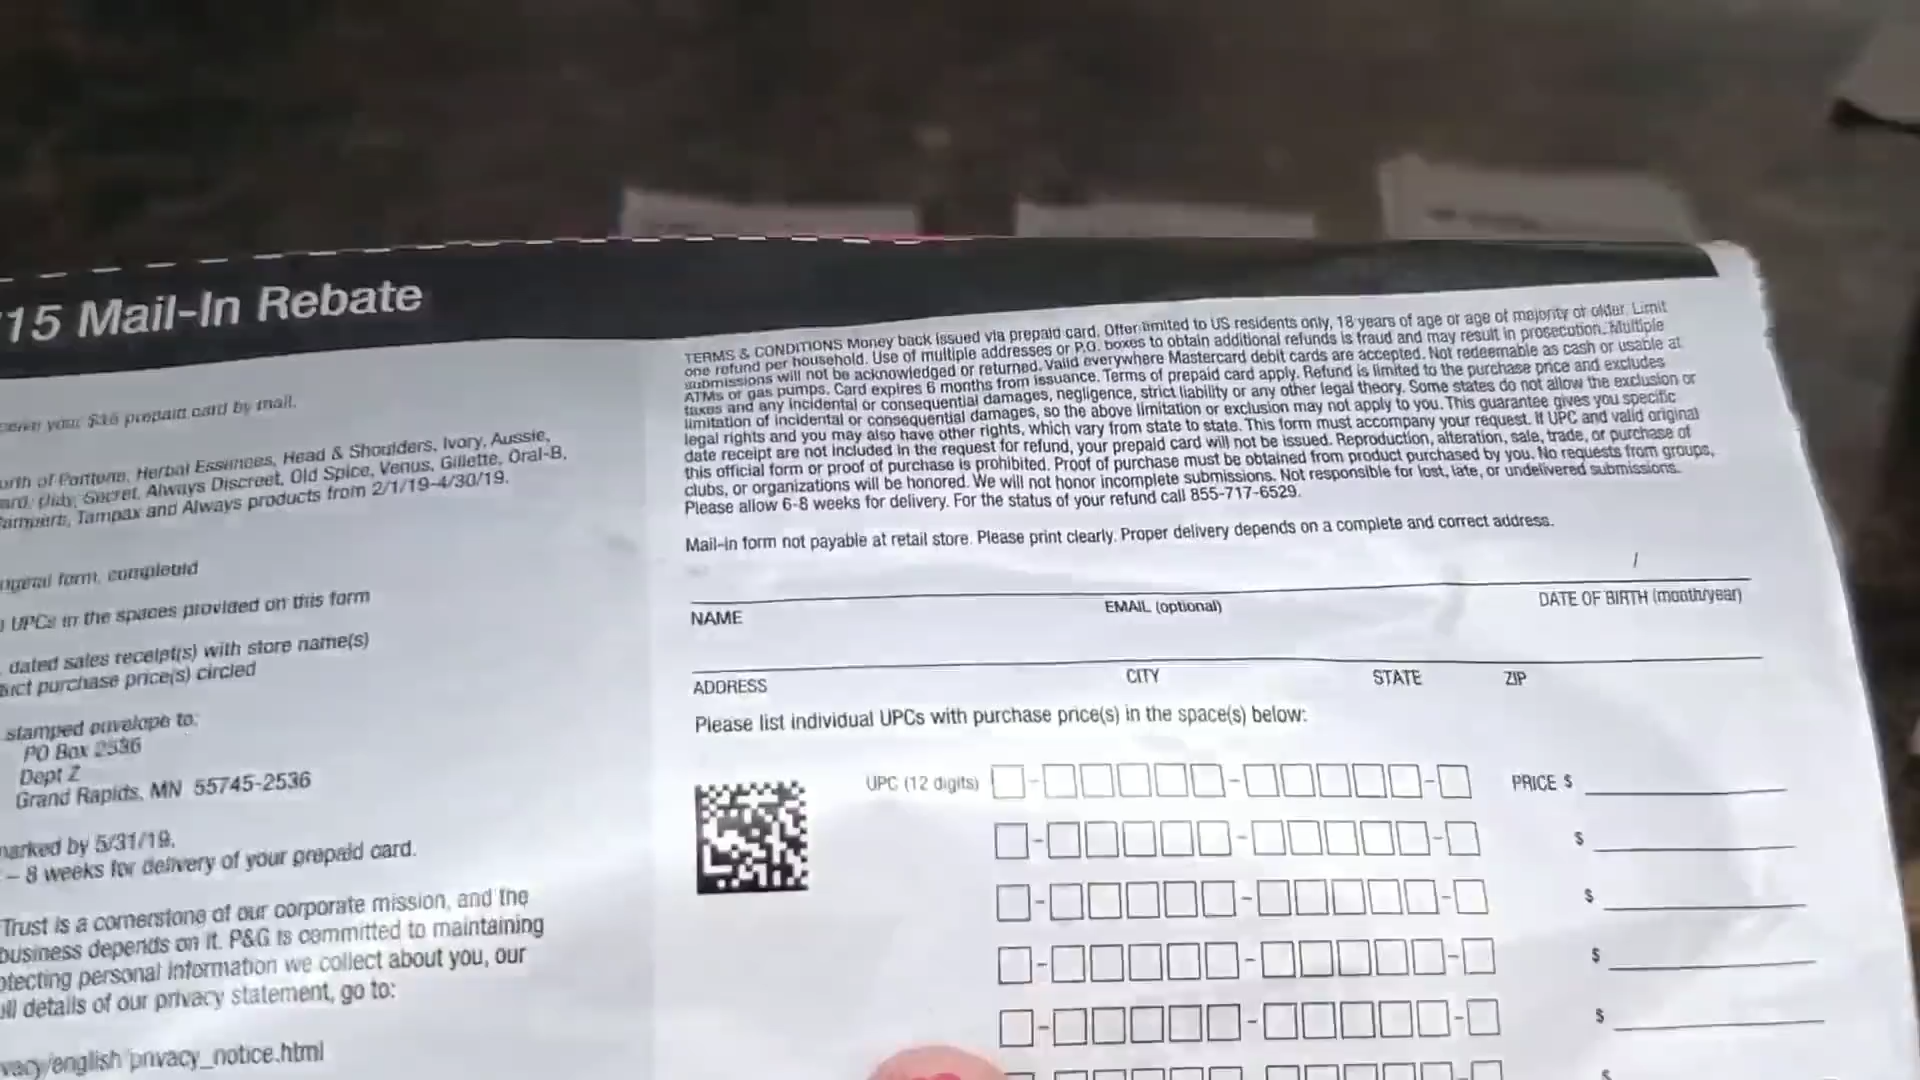 15 Mail-In Rebate
your $15 prepaid card by mail.
of Pantene, Herbal Essences, Head & Shoulders, Ivory, Aussie,
Olay, Secret, Always Discreet, Old Spice, Venus, Gillette, Oral-B,
Tampax and Always products from 2/1/19-4/30/19.
form, completed
UPCs in the spaces provided on this form
dated sales receipt(s) with store name(s)
purchase price(s) circled
stamped envelope to:
PO Box 2536
Dept Z
Grand Rapids, MN 55745-2536
marked by 5/31/19.
– 8 weeks for delivery of your prepaid card.
Trust is a cornerstone of our corporate mission, and the
business depends on it. P&G is committed to maintaining
otecting personal information we collect about you, our
ull details of our privacy statement, go to:
vacy/english/privacy_notice.html
TERMS & CONDITIONS Money back issued via prepaid card. Offer limited to US residents only, 18 years of age or age of majority or older. Limit
one refund per household. Use of multiple addresses or P.O. boxes to obtain additional refunds is fraud and may result in prosecution. Multiple
submissions will not be acknowledged or returned. Valid everywhere Mastercard debit cards are accepted. Not redeemable as cash or usable at
ATMs or gas pumps. Card expires 6 months from issuance. Terms of prepaid card apply. Refund is limited to the purchase price and excludes
taxes and any incidental or consequential damages, negligence, strict liability or any other legal theory. Some states do not allow the exclusion or
limitation of incidental or consequential damages, so the above limitation or exclusion may not apply to you. This guarantee gives you specific
legal rights and you may also have other rights, which vary from state to state. This form must accompany your request. If UPC and valid original
date receipt are not included in the request for refund, your prepaid card will not be issued. Reproduction, alteration, sale, trade, or purchase of
this official form or proof of purchase is prohibited. Proof of purchase must be obtained from product purchased by you. No requests from groups,
clubs, or organizations will be honored. We will not honor incomplete submissions. Not responsible for lost, late, or undelivered submissions.
Please allow 6-8 weeks for delivery. For the status of your refund call 855-717-6529.
Mail-in form not payable at retail store. Please print clearly. Proper delivery depends on a complete and correct address.
/
NAME EMAIL (optional) DATE OF BIRTH (month/year)
ADDRESS CITY STATE ZIP
Please list individual UPCs with purchase price(s) in the space(s) below:
UPC (12 digits) PRICE $
$
$
$
$
$